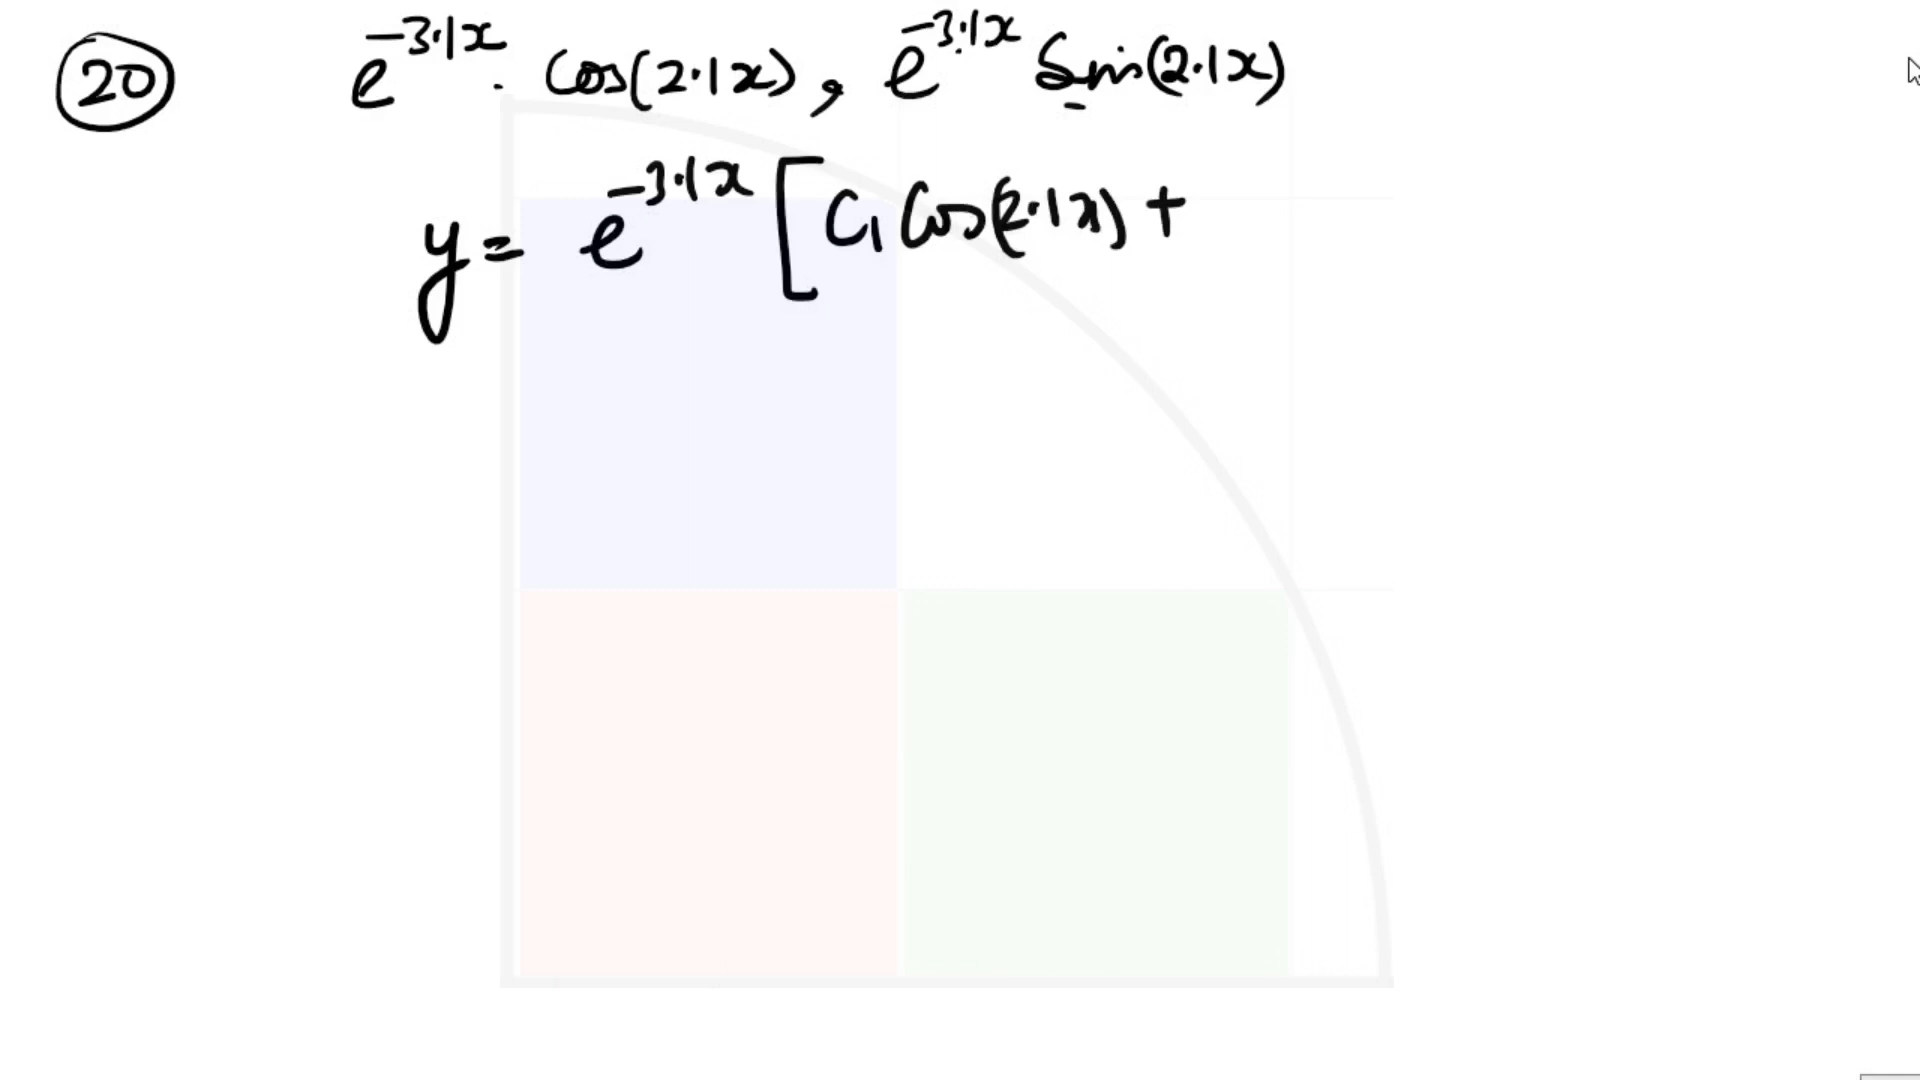 20 e^{-3.1x} . Cos(2.1x), e^{-3.1x} Sin(2.1x)
y = e^{-3.1x} [C₁ Cos(2.1x) +